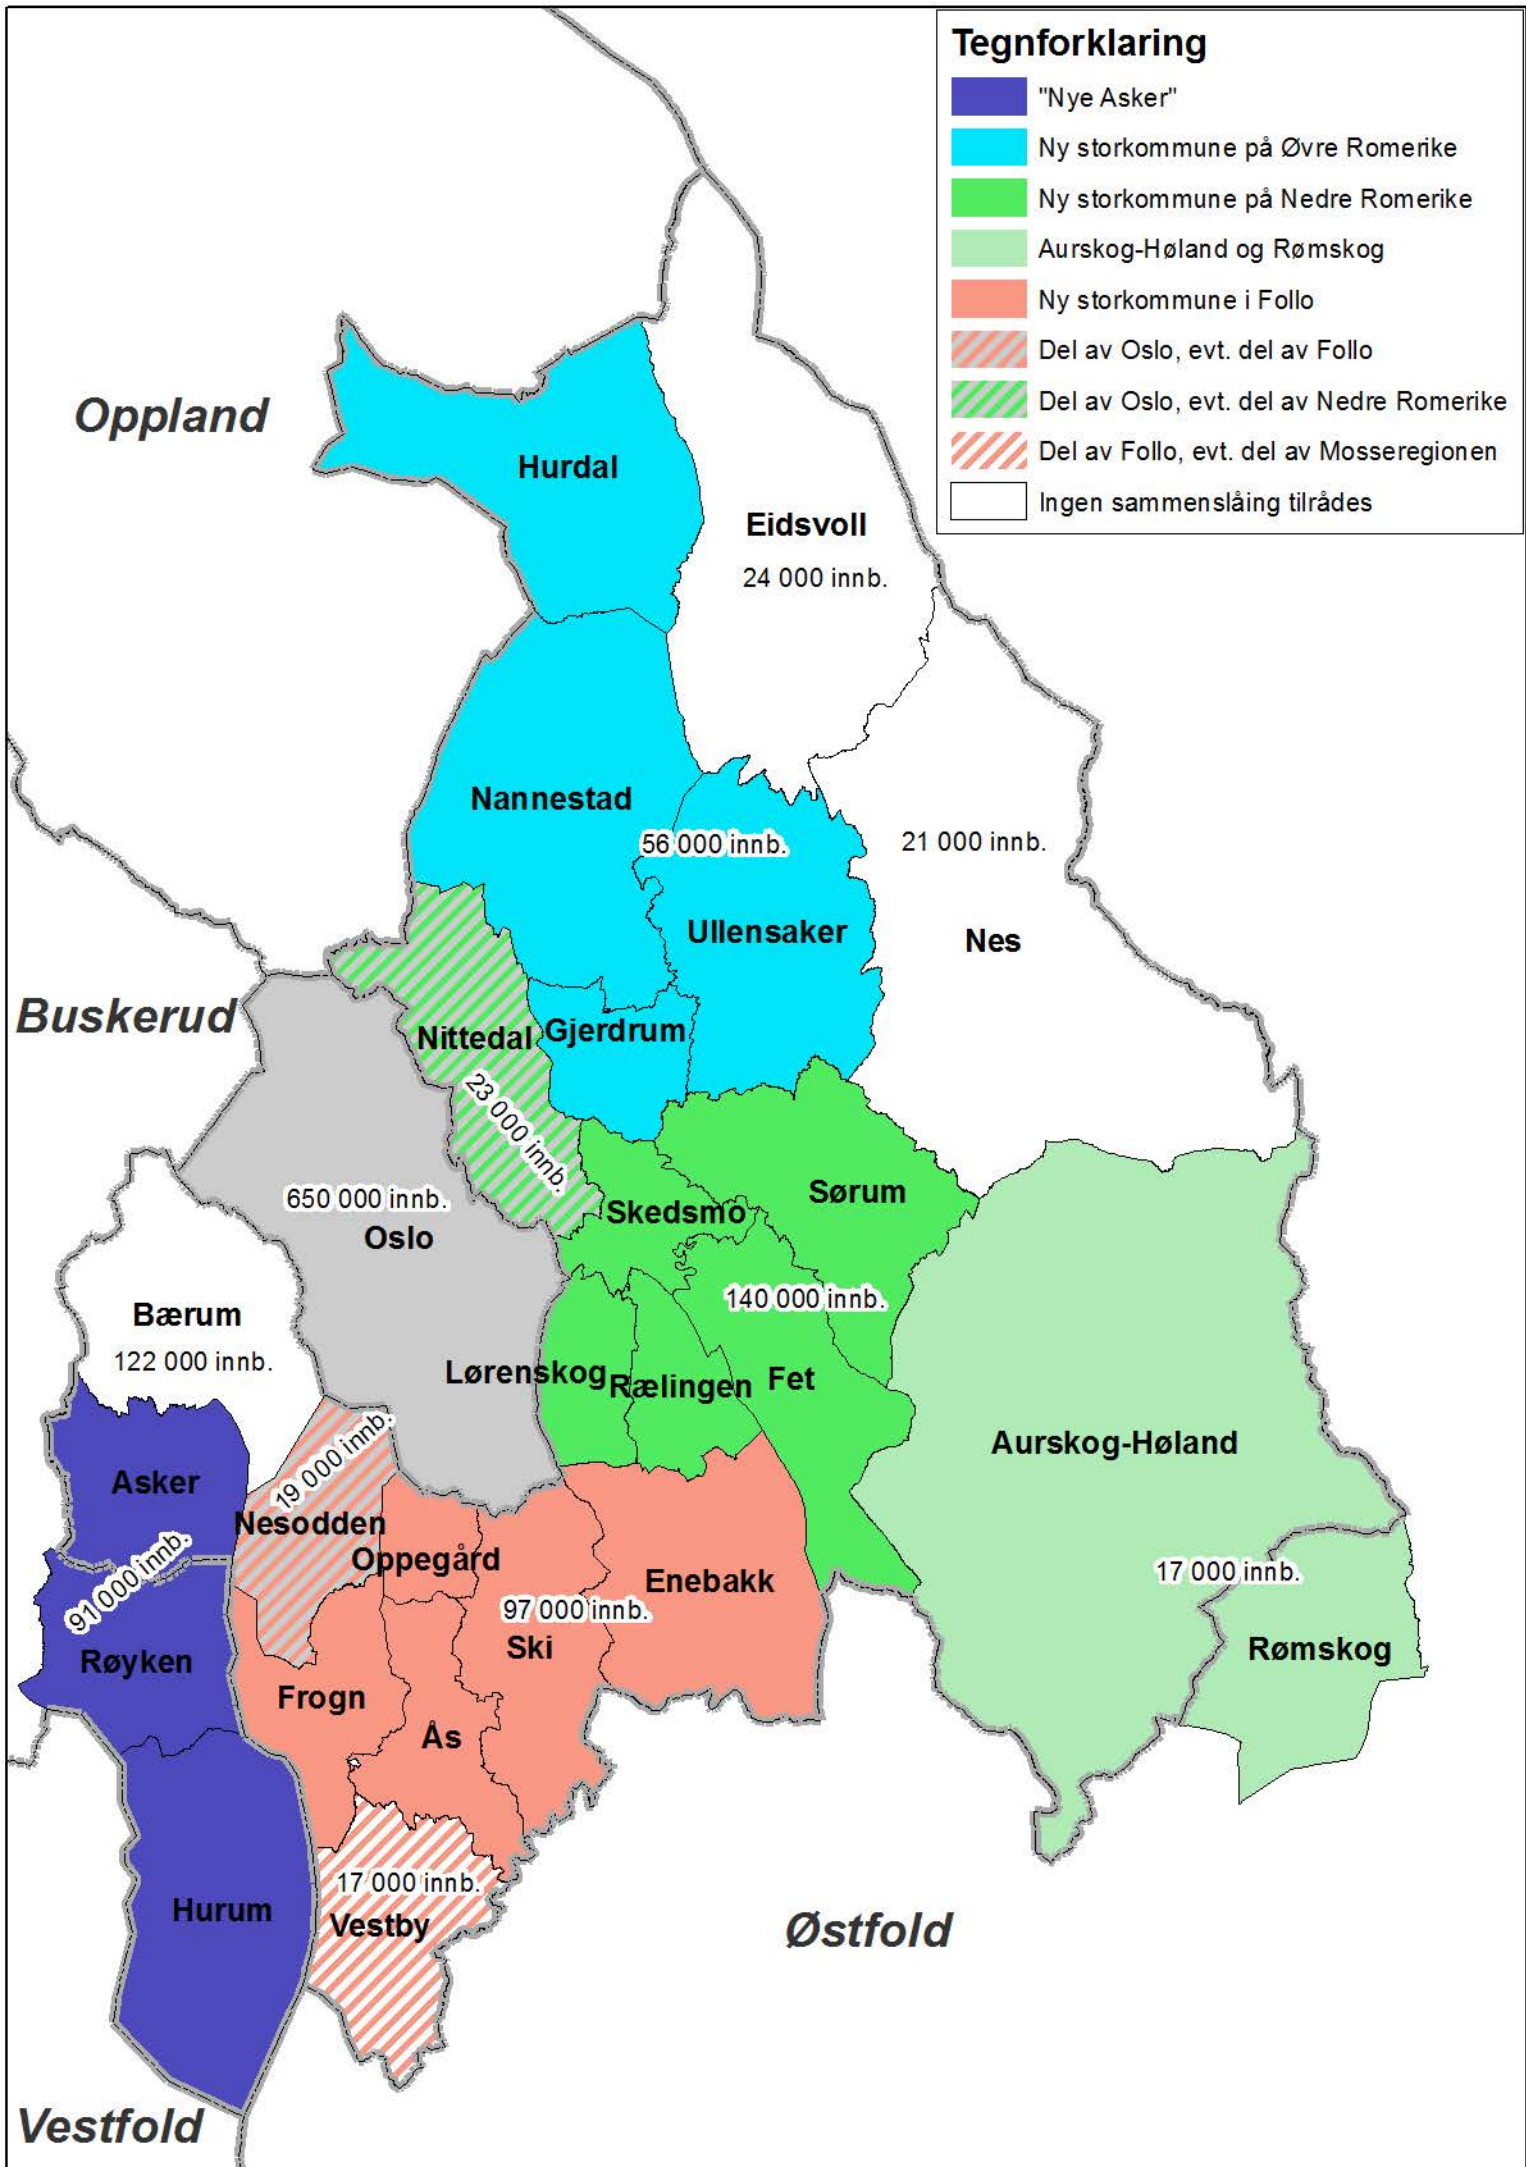 Tegnforklaring
"Nye Asker"
Ny storkommune på Øvre Romerike
Ny storkommune på Nedre Romerike
Aurskog-Høland og Rømskog
Ny storkommune i Follo
Del av Oslo, evt. del av Follo
Del av Oslo, evt. del av Nedre Romerike
Del av Follo, evt. del av Mosseregionen
Ingen sammenslåing tilrådes
Oppland
Hurdal
Eidsvoll
24 000 innb.
Nannestad
56 000 innb.
21 000 innb.
Ullensaker
Nes
Buskerud
Nittedal
Gjerdrum
23 000 innb.
650 000 innb.
Oslo
Skedsmo
Sørum
Bærum
122 000 innb.
140 000 innb.
Lørenskog
Rælingen
Fet
Aurskog-Høland
Asker
19 000 innb.
Nesodden
Oppegård
91 000 innb.
Enebakk
17 000 innb.
97 000 innb.
Ski
Røyken
Rømskog
Frogn
Ås
17 000 innb.
Hurum
Vestby
Østfold
Vestfold